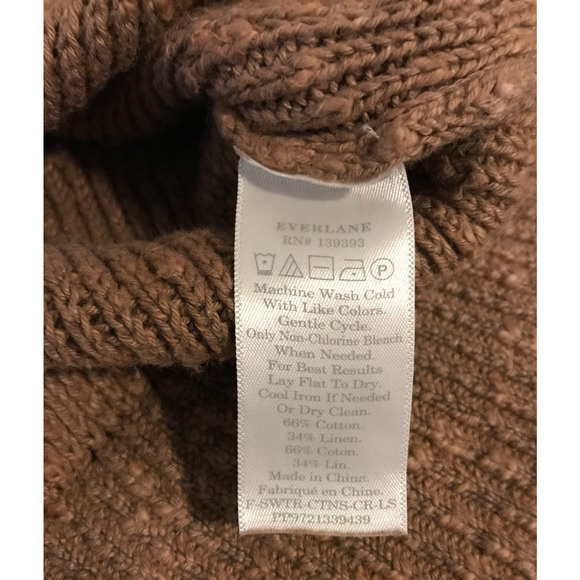 EVERLANE
RN# 139393
P
Machine Wash Cold
With Like Colors.
Gentle Cycle.
Only Non-Chlorine Bleach
When Needed.
For Best Results
Lay Flat To Dry.
Cool Iron If Needed
Or Dry Clean.
66% Cotton.
34% Linen.
66% Coton.
34% Lin.
Made in China.
Fabriqué en Chine.
F-SWTR-CTNS-CR-LS
PP9721339439